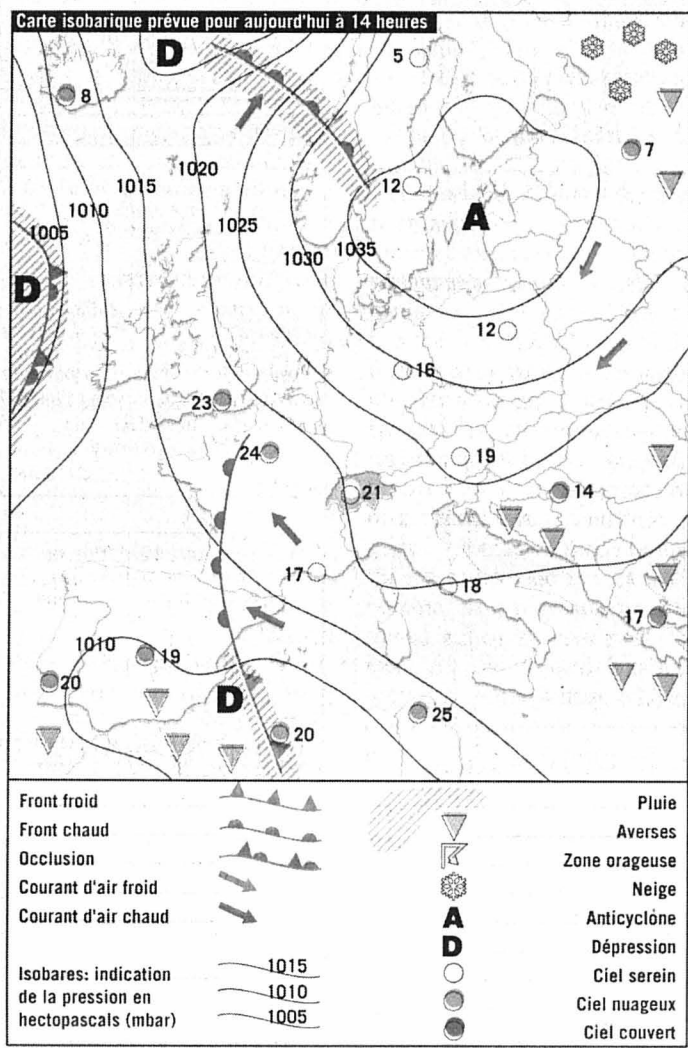 Carte isobarique prévue pour aujourd'hui à 14 heures
D
5
8
7
1020
1015
12
1010
1025
A
1005
1030
1035
D
12
16
23
24
19
21
14
17
18
17
1010
19
20
D
25
20
Front froid
Front chaud
Occlusion
Courant d'air froid
Courant d'air chaud
Isobares: indication
de la pression en
hectopascals (mbar)
1015
1010
1005
Pluie
Averses
Zone orageuse
Neige
A
Anticyclone
D
Dépression
Ciel serein
Ciel nuageux
Ciel couvert